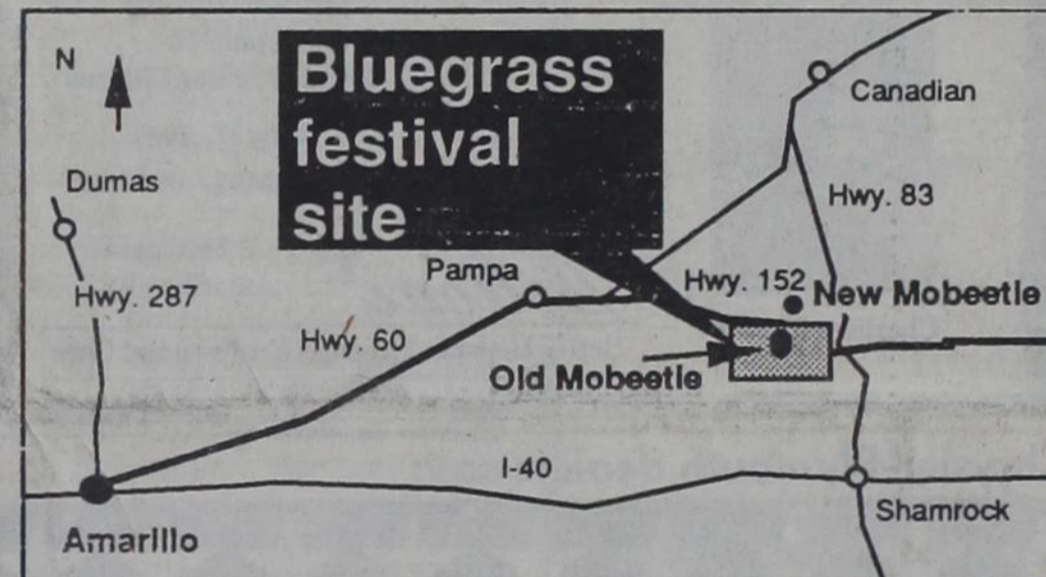 N
Bluegrass
festival
site
Canadian
Dumas
Hwy. 83
Pampa
Hwy. 152
Hwy. 287
New Mobeetie
Hwy. 60
Old Mobeetie
I-40
Shamrock
Amarillo